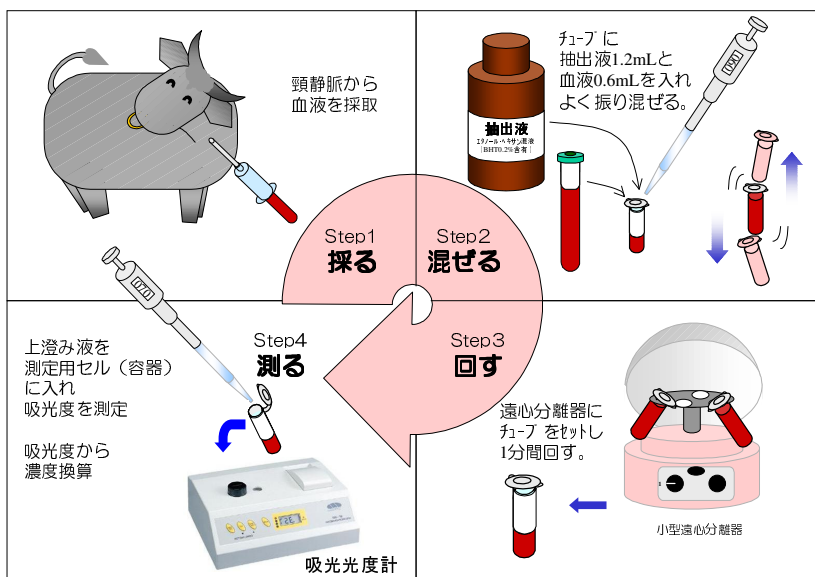 頸静脈から
血液を採取
Step1
採る
ﾁｭｰﾌﾞに
抽出液1.2mLと
血液0.6mLを入れ
よく振り混ぜる。
抽出液
ｴﾀﾉｰﾙ･ﾍｷｻﾝ混液
［BHT0.2%含有］
Step2
混ぜる
Step3
回す
遠心分離器に
ﾁｭｰﾌﾞをｾｯﾄし
1分間回す。
小型遠心分離器
Step4
測る
上澄み液を
測定用セル（容器）
に入れ
吸光度を測定
吸光度から
濃度換算
吸光光度計